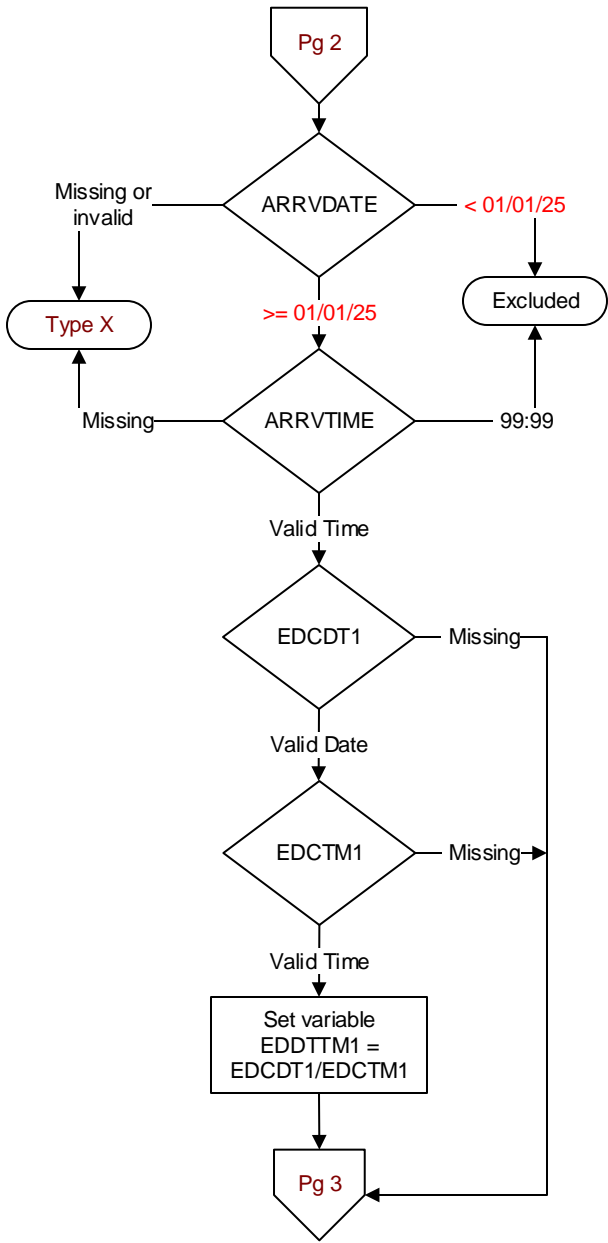 Pg 2
Missing or
invalid
ARRVDATE
< 01/01/25
Type X
>= 01/01/25
Excluded
Missing
ARRVTIME
99:99
Valid Time
EDCDT1
Missing
Valid Date
EDCTM1
Missing
Valid Time
Set variable
EDDTTM1 =
EDCDT1/EDCTM1
Pg 3